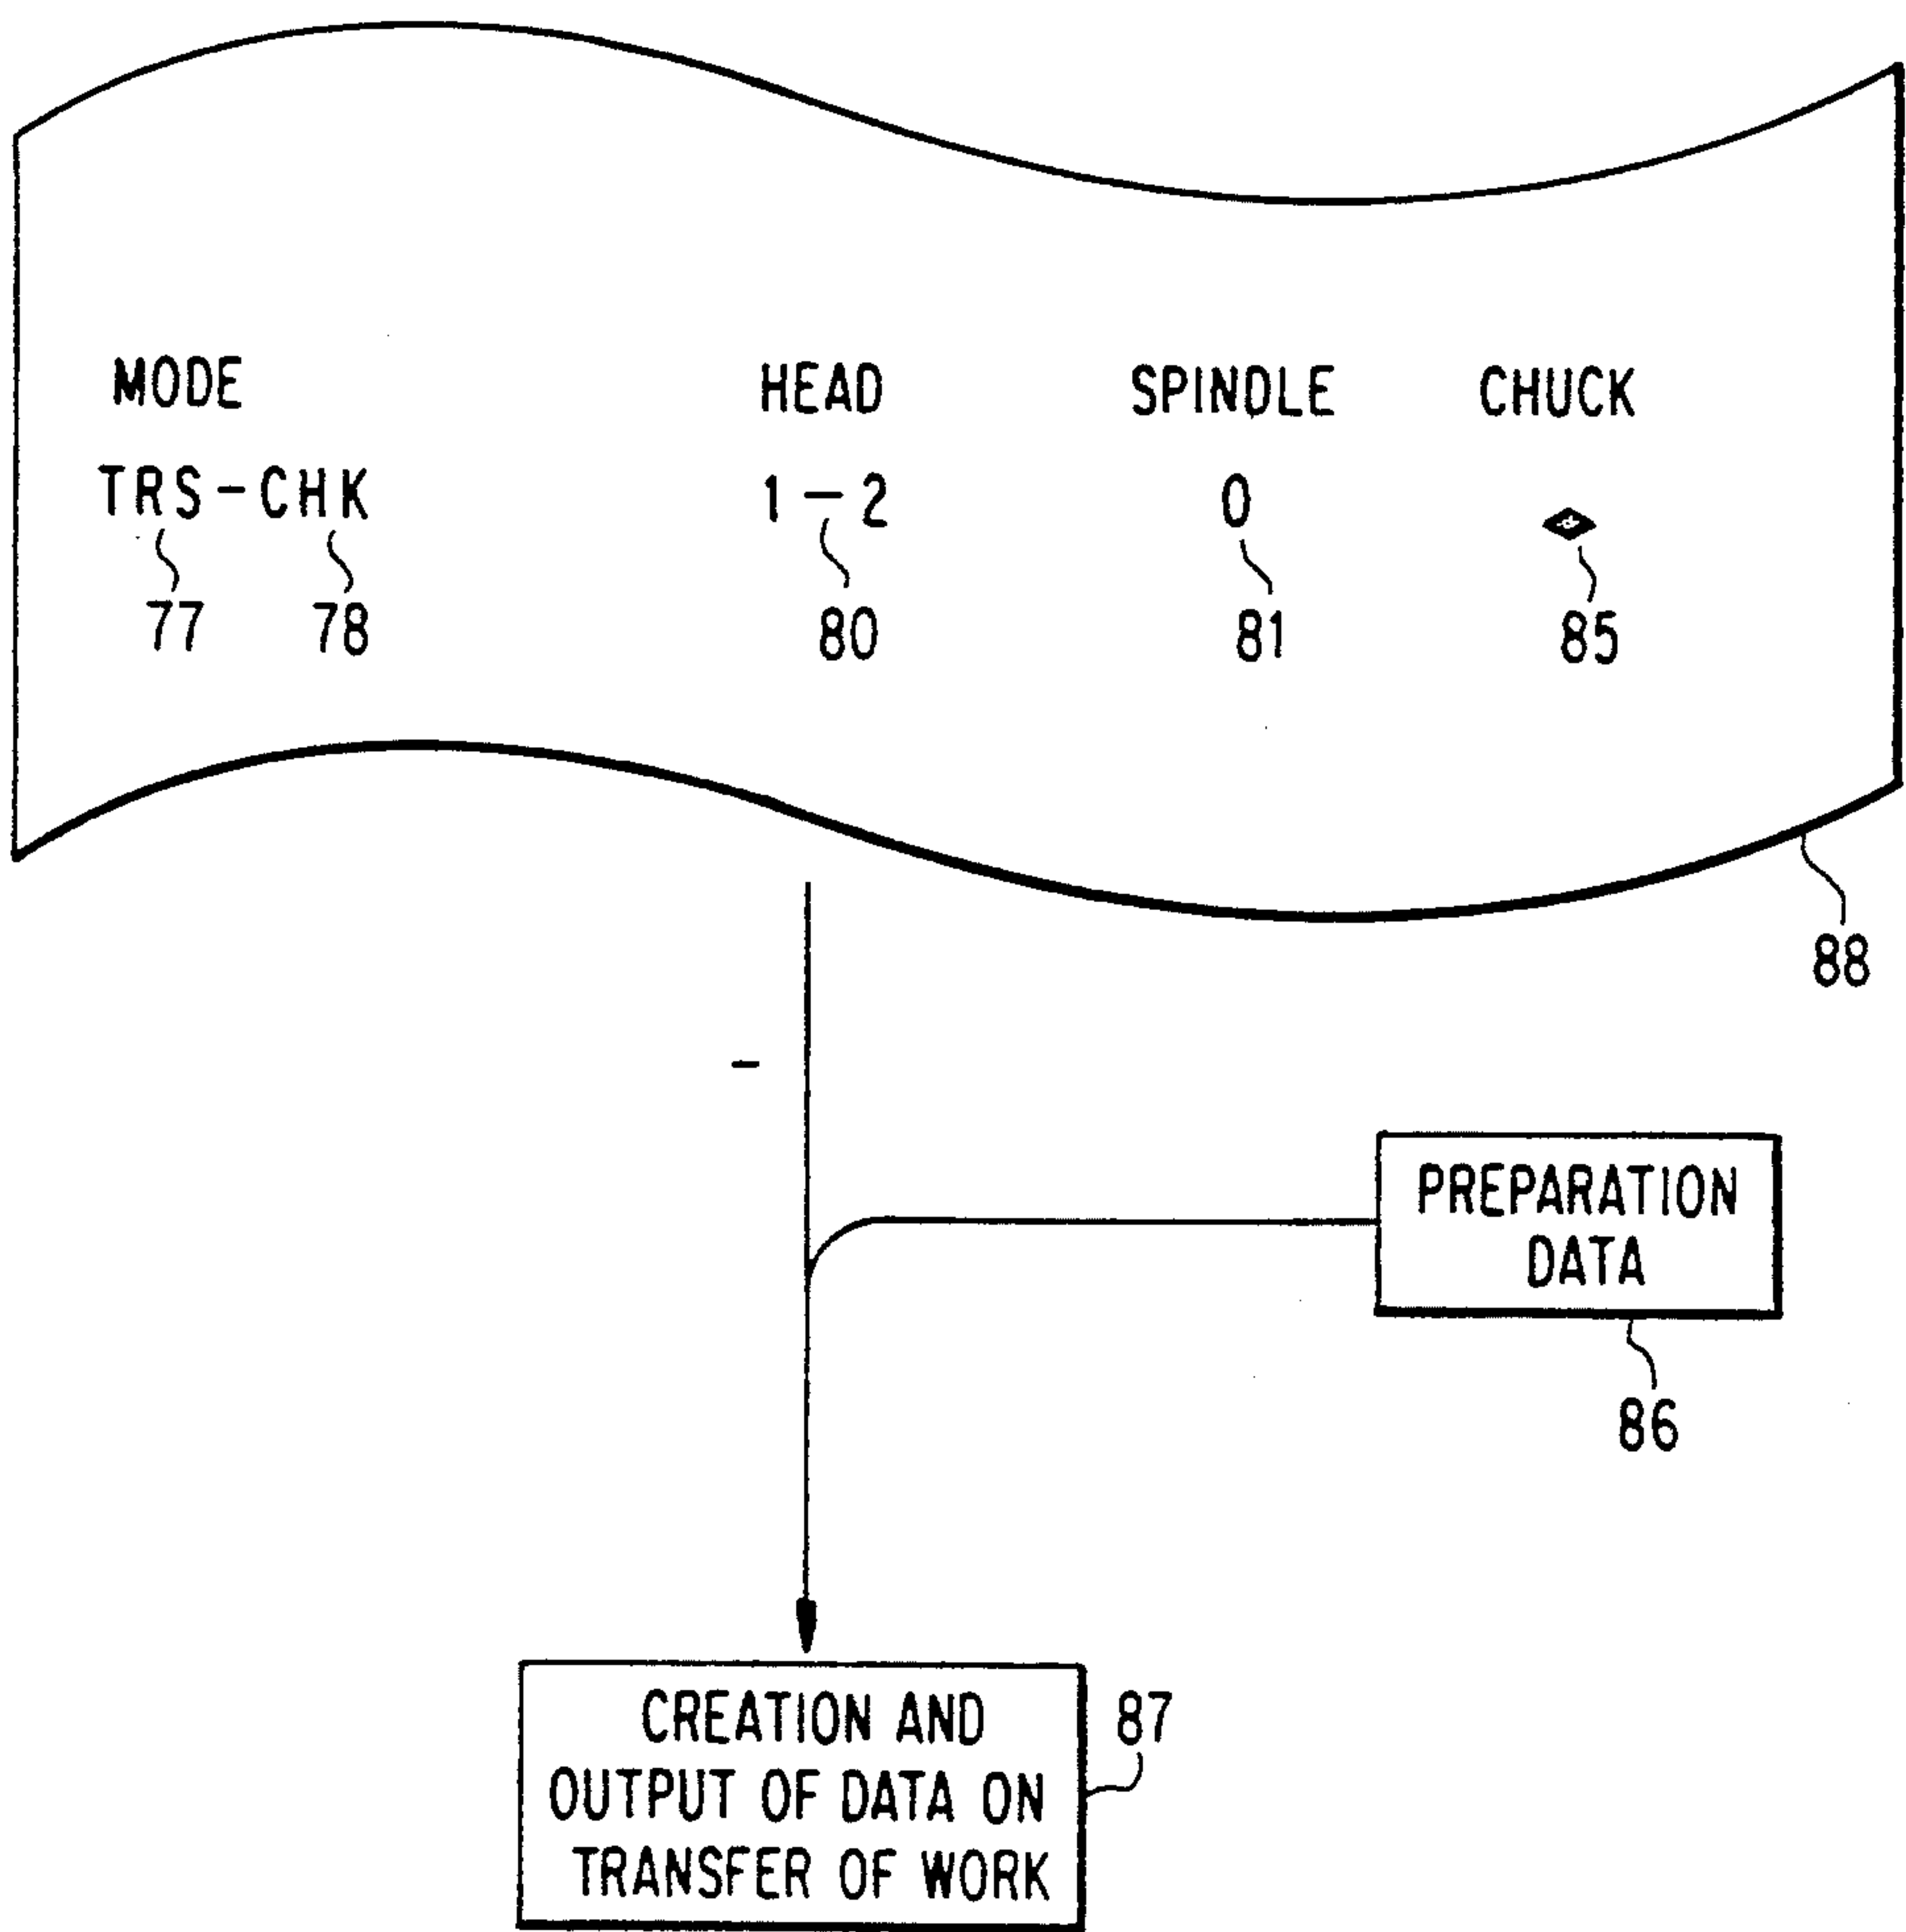 MODE HEAD SPINDLE CHUCK
TRS-CHK 1-2 0
77 78 80 81 85
88
PREPARATION
DATA
86
CREATION AND
OUTPUT OF DATA ON
TRANSFER OF WORK
87